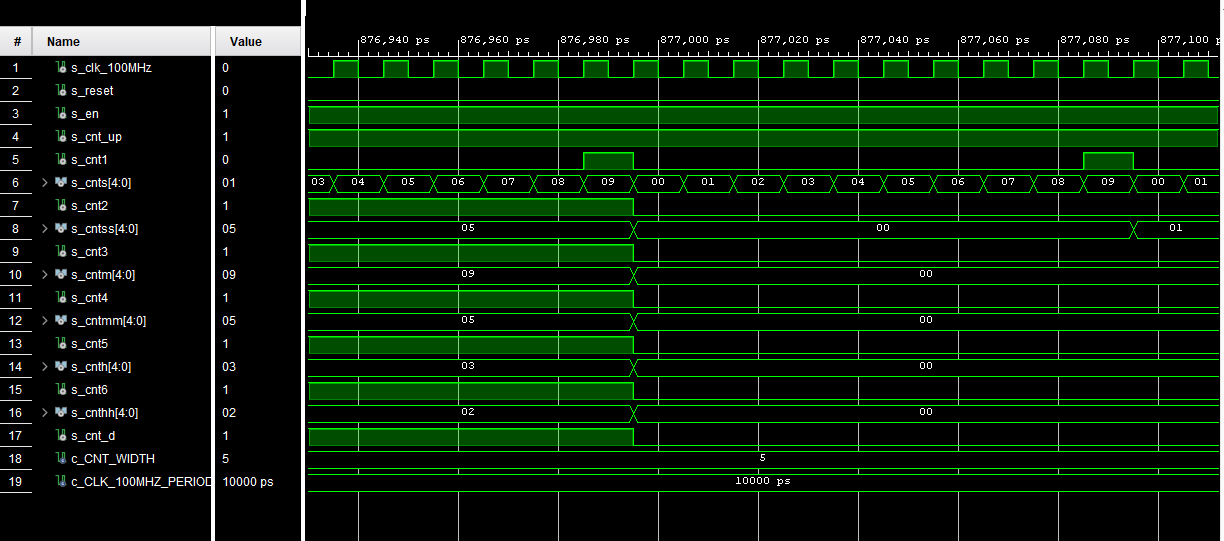 # Name Value
876,940 ps 876,960 ps 876,980 ps 877,000 ps 877,020 ps 877,040 ps 877,060 ps 877,080 ps 877,100
1 s_clk_100MHz 0
2 s_reset 0
3 s_en 1
4 s_cnt_up 1
5 s_cnt1 0
6 s_cnts[4:0] 01 03 04 05 06 07 08 09 00 01 02 03 04 05 06 07 08 09 00 01
7 s_cnt2 1
8 s_cntss[4:0] 05 05 00 01
9 s_cnt3 1
10 s_cntm[4:0] 09 09 00
11 s_cnt4 1
12 s_cntmm[4:0] 05 05 00
13 s_cnt5 1
14 s_cnth[4:0] 03 03 00
15 s_cnt6 1
16 s_cnthh[4:0] 02 02 00
17 s_cnt_d 1
18 c_CNT_WIDTH 5 5
19 c_CLK_100MHZ_PERIOD 10000 ps 10000 ps